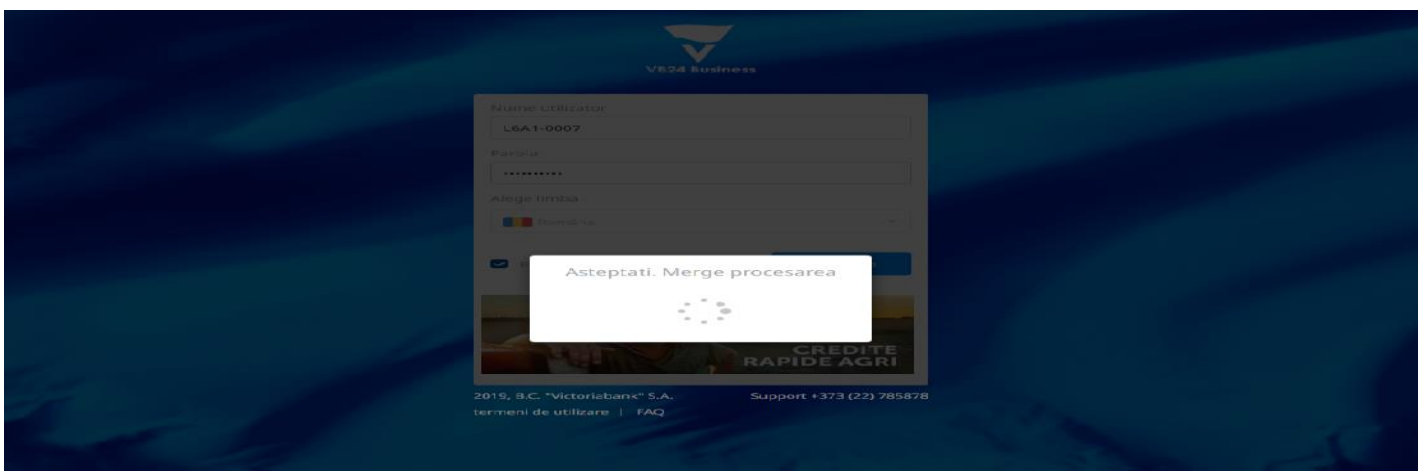 VB24 Business
Nume utilizator
L6A1-0007
Parola
Alege limba
Asteptati. Merge procesarea
CREDITE
RAPIDE AGRI
2019, B.C. "Victoriabank" S.A.
Support +373 (22) 785878
termeni de utilizare | FAQ